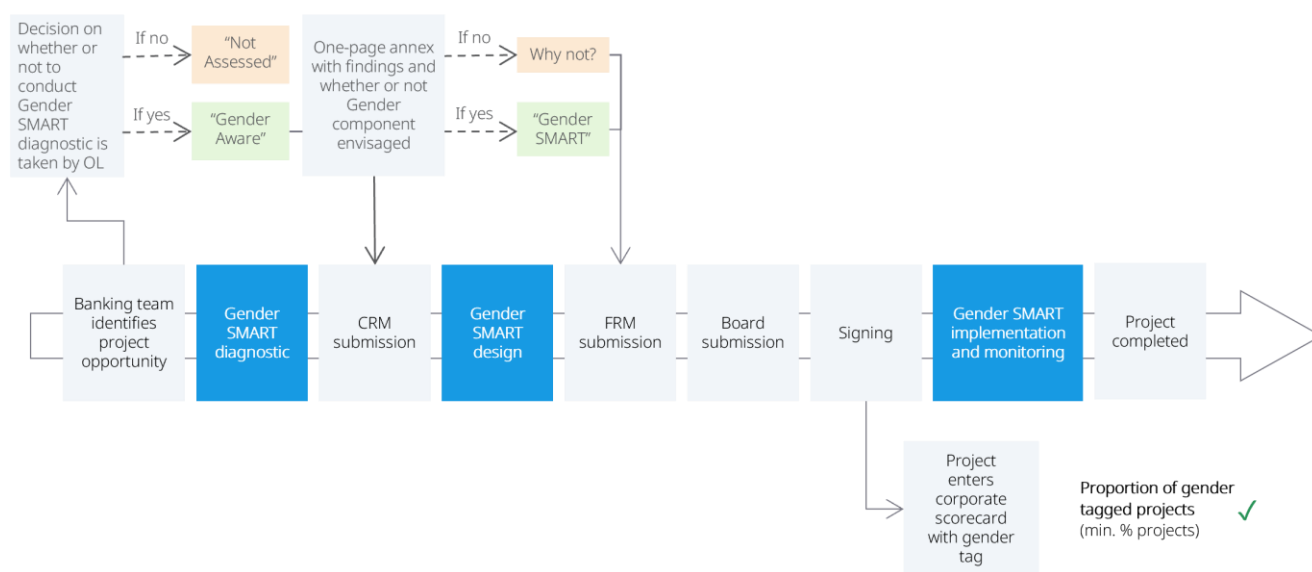 Decision on
whether or
not to
conduct
Gender
SMART
diagnostic is
taken by OL
If no
“Not
Assessed”
If yes
“Gender
Aware”
One-page annex
with findings and
whether or not
Gender
component
envisaged
If no
Why not?
If yes
“Gender
SMART”
Banking team
identifies
project
opportunity
Gender
SMART
diagnostic
CRM
submission
Gender
SMART
design
FRM
submission
Board
submission
Signing
Gender SMART
implementation
and monitoring
Project
completed
Project
enters
corporate
scorecard
with gender
tag
Proportion of gender
tagged projects
(min. % projects)